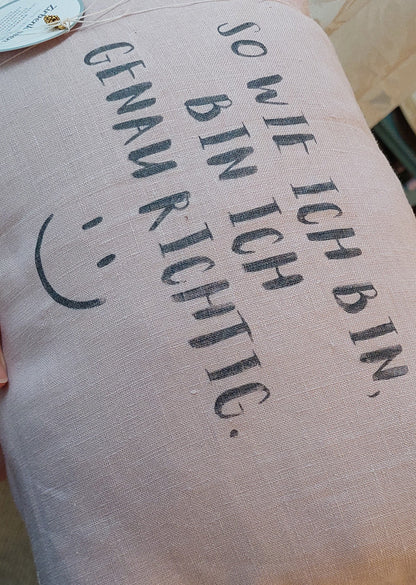 SO WIE ICH BIN,
BIN ICH
GENAU RICHTIG.